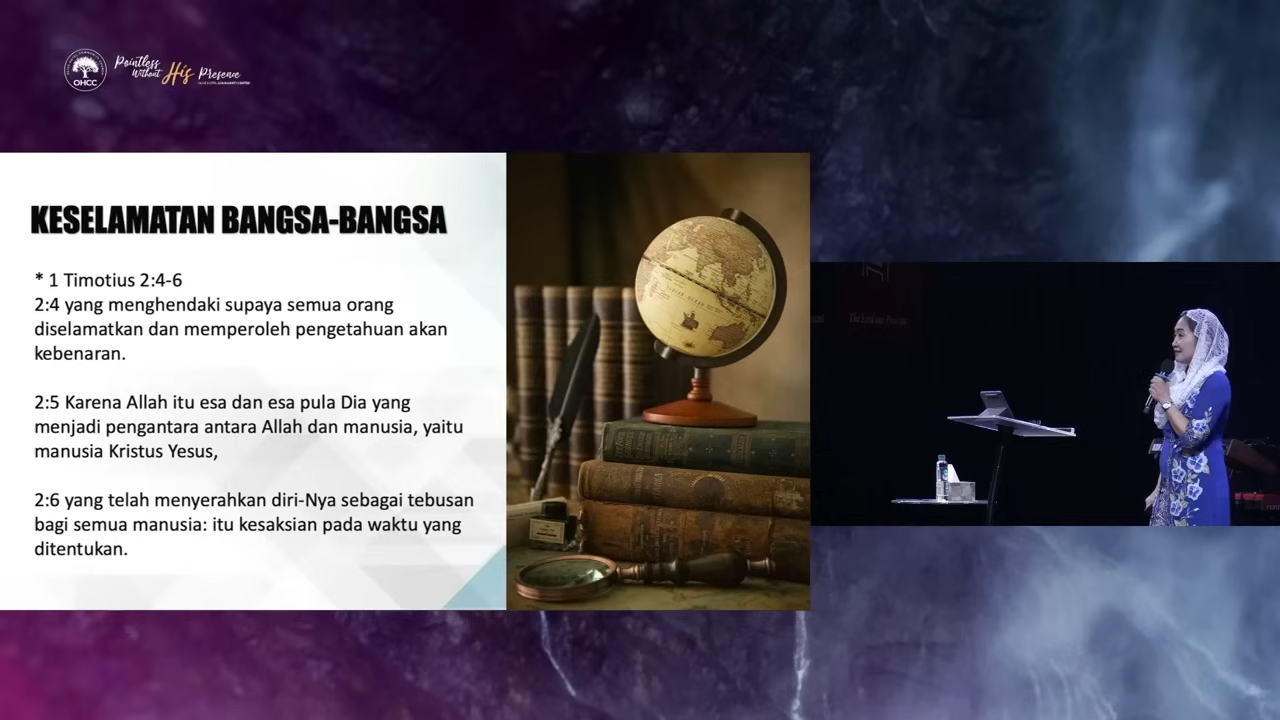 OHCC
Pointless
Without His Presence
KESELAMATAN BANGSA-BANGSA
* 1 Timotius 2:4-6
2:4 yang menghendaki supaya semua orang
diselamatkan dan memperoleh pengetahuan akan
kebenaran.
2:5 Karena Allah itu esa dan esa pula Dia yang
menjadi pengantara antara Allah dan manusia, yaitu
manusia Kristus Yesus,
2:6 yang telah menyerahkan diri-Nya sebagai tebusan
bagi semua manusia: itu kesaksian pada waktu yang
ditentukan.